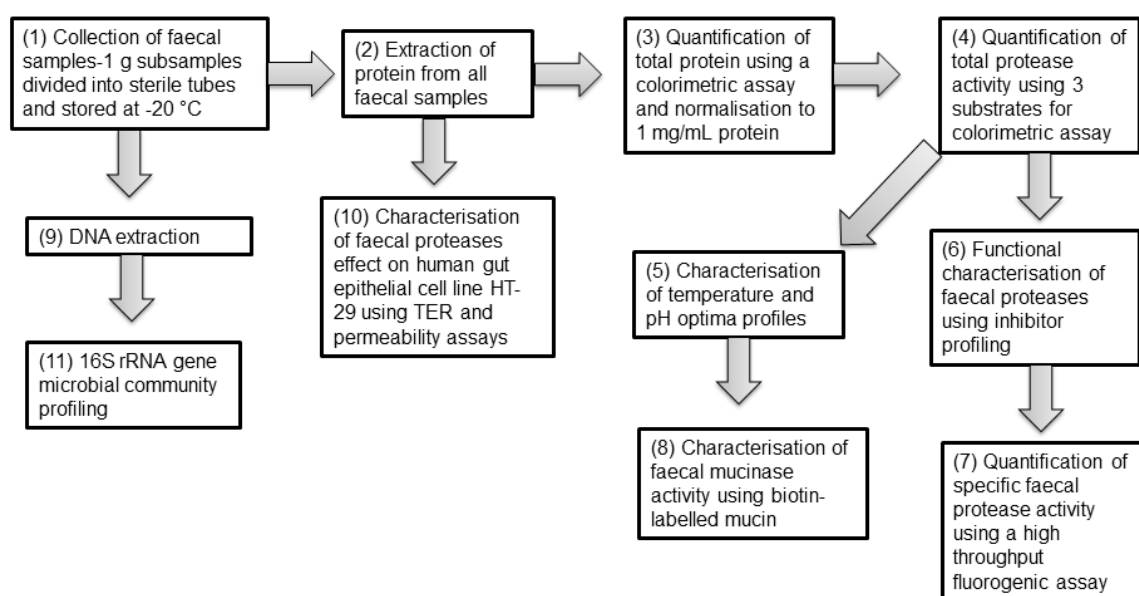 (1) Collection of faecal
samples-1 g subsamples
divided into sterile tubes
and stored at -20 °C
(2) Extraction of
protein from all
faecal samples
(3) Quantification of
total protein using a
colorimetric assay
and normalisation to
1 mg/mL protein
(4) Quantification of
total protease
activity using 3
substrates for
colorimetric assay
(9) DNA extraction
(10) Characterisation
of faecal proteases
effect on human gut
epithelial cell line HT-
29 using TER and
permeability assays
(5) Characterisation
of temperature and
pH optima profiles
(6) Functional
characterisation of
faecal proteases
using inhibitor
profiling
(11) 16S rRNA gene
microbial community
profiling
(8) Characterisation of
faecal mucinase
activity using biotin-
labelled mucin
(7) Quantification of
specific faecal
protease activity
using a high
throughput
fluorogenic assay